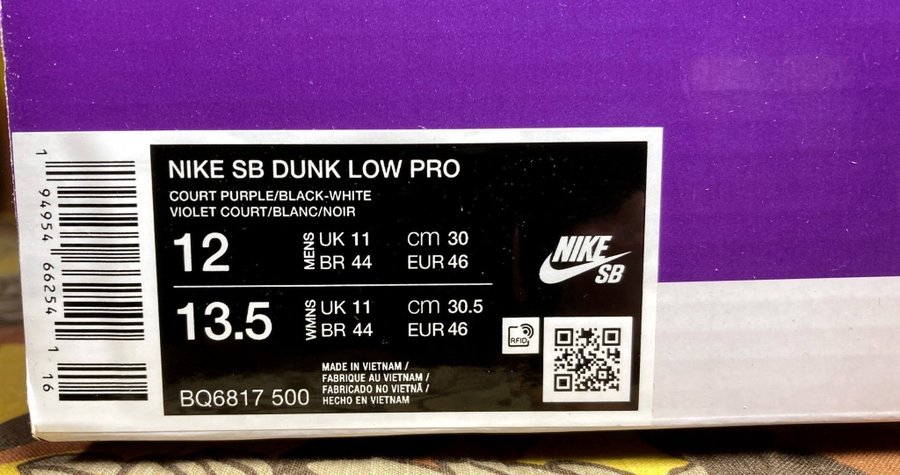 1
94954
66254
1
16
NIKE SB DUNK LOW PRO
COURT PURPLE/BLACK-WHITE
VIOLET COURT/BLANC/NOIR
12
MENS
UK 11
cm 30
BR 44
EUR 46
13.5
WMNS
UK 11
cm 30.5
BR 44
EUR 46
NIKE
SB
RFID
BQ6817 500
MADE IN VIETNAM /
FABRIQUE AU VIETNAM /
FABRICADO NO VIETNÃ /
HECHO EN VIETNAM